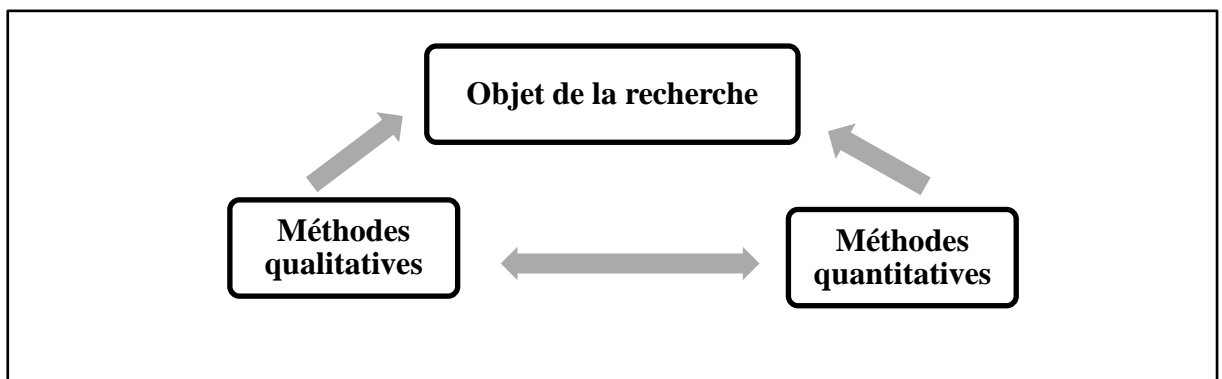 Objet de la recherche
Méthodes
qualitatives
Méthodes
quantitatives